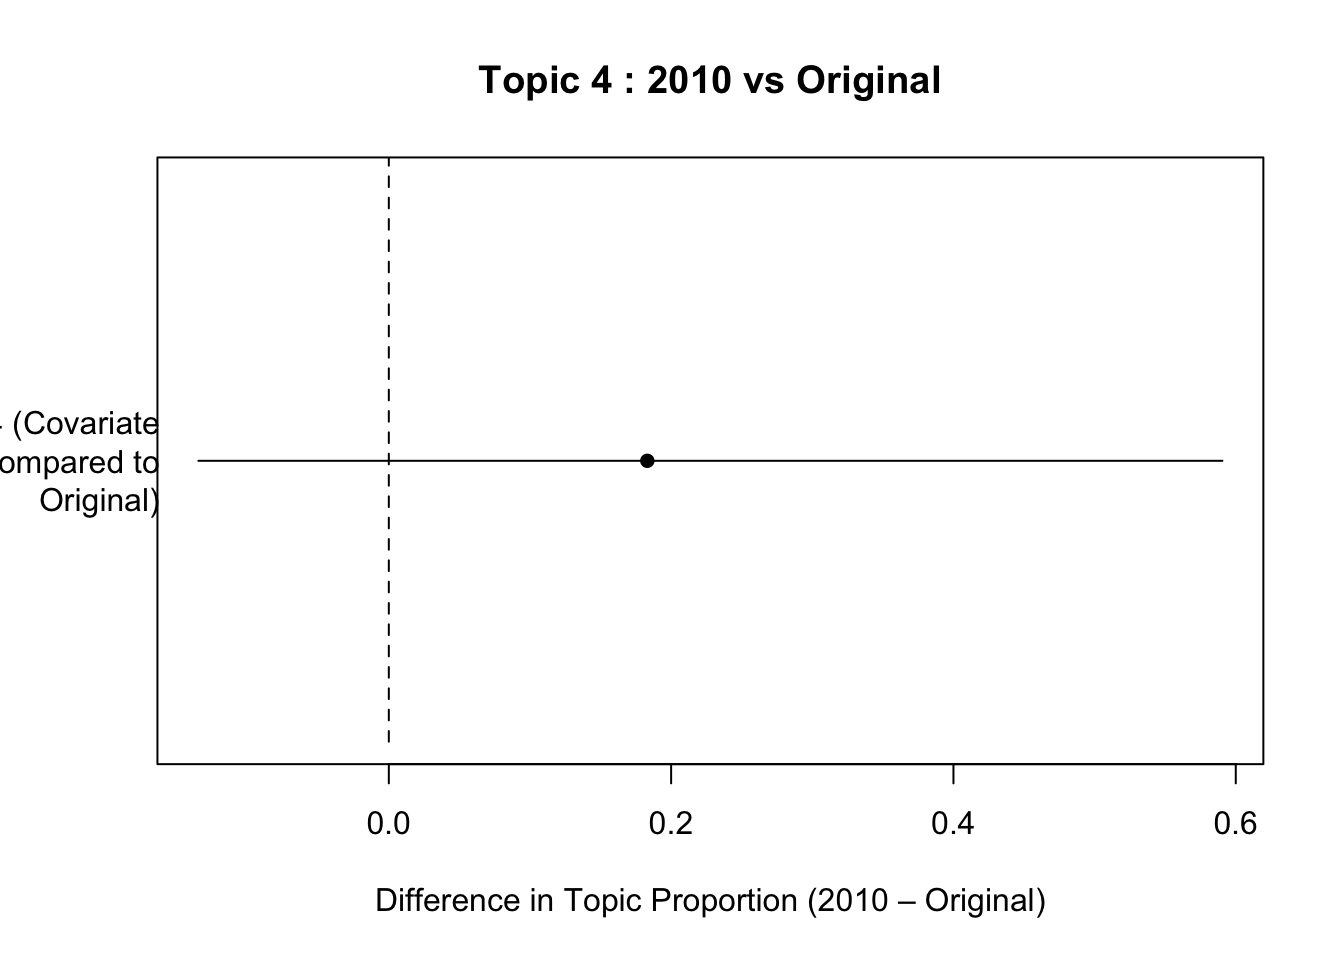 Topic 4 : 2010 vs Original
(Covariate
ompared to
Original)
0.0 0.2 0.4 0.6
Difference in Topic Proportion (2010 – Original)